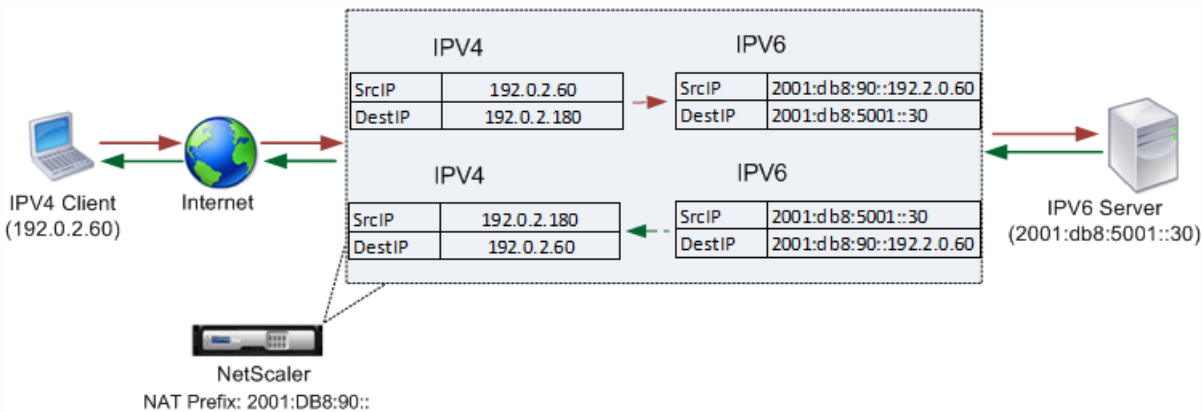 IPV4 IPV6
SrcIP 192.0.2.60 SrcIP 2001:db8:90::192.2.0.60
DestIP 192.0.2.180 DestIP 2001:db8:5001::30
IPV4 IPV6
SrcIP 192.0.2.180 SrcIP 2001:db8:5001::30
DestIP 192.0.2.60 DestIP 2001:db8:90::192.2.0.60
IPV4 Client
(192.0.2.60)
Internet
IPV6 Server
(2001:db8:5001::30)
NetScaler
NAT Prefix: 2001:DB8:90::